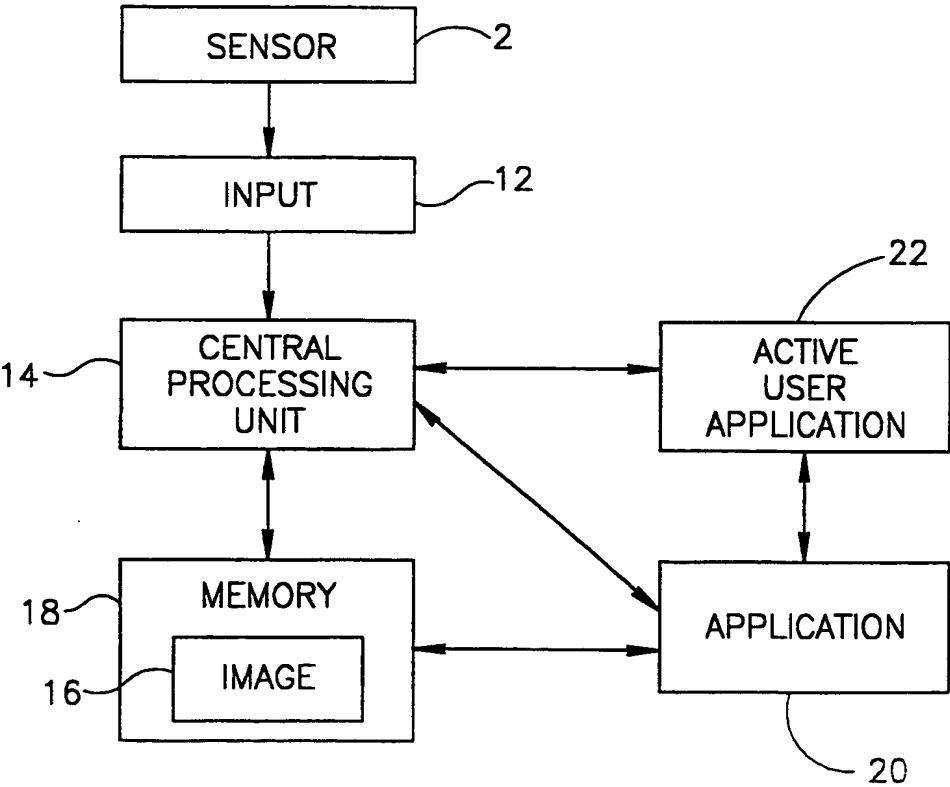 SENSOR
2
INPUT
12
22
CENTRAL
PROCESSING
UNIT
14
ACTIVE
USER
APPLICATION
18
MEMORY
16
IMAGE
APPLICATION
20